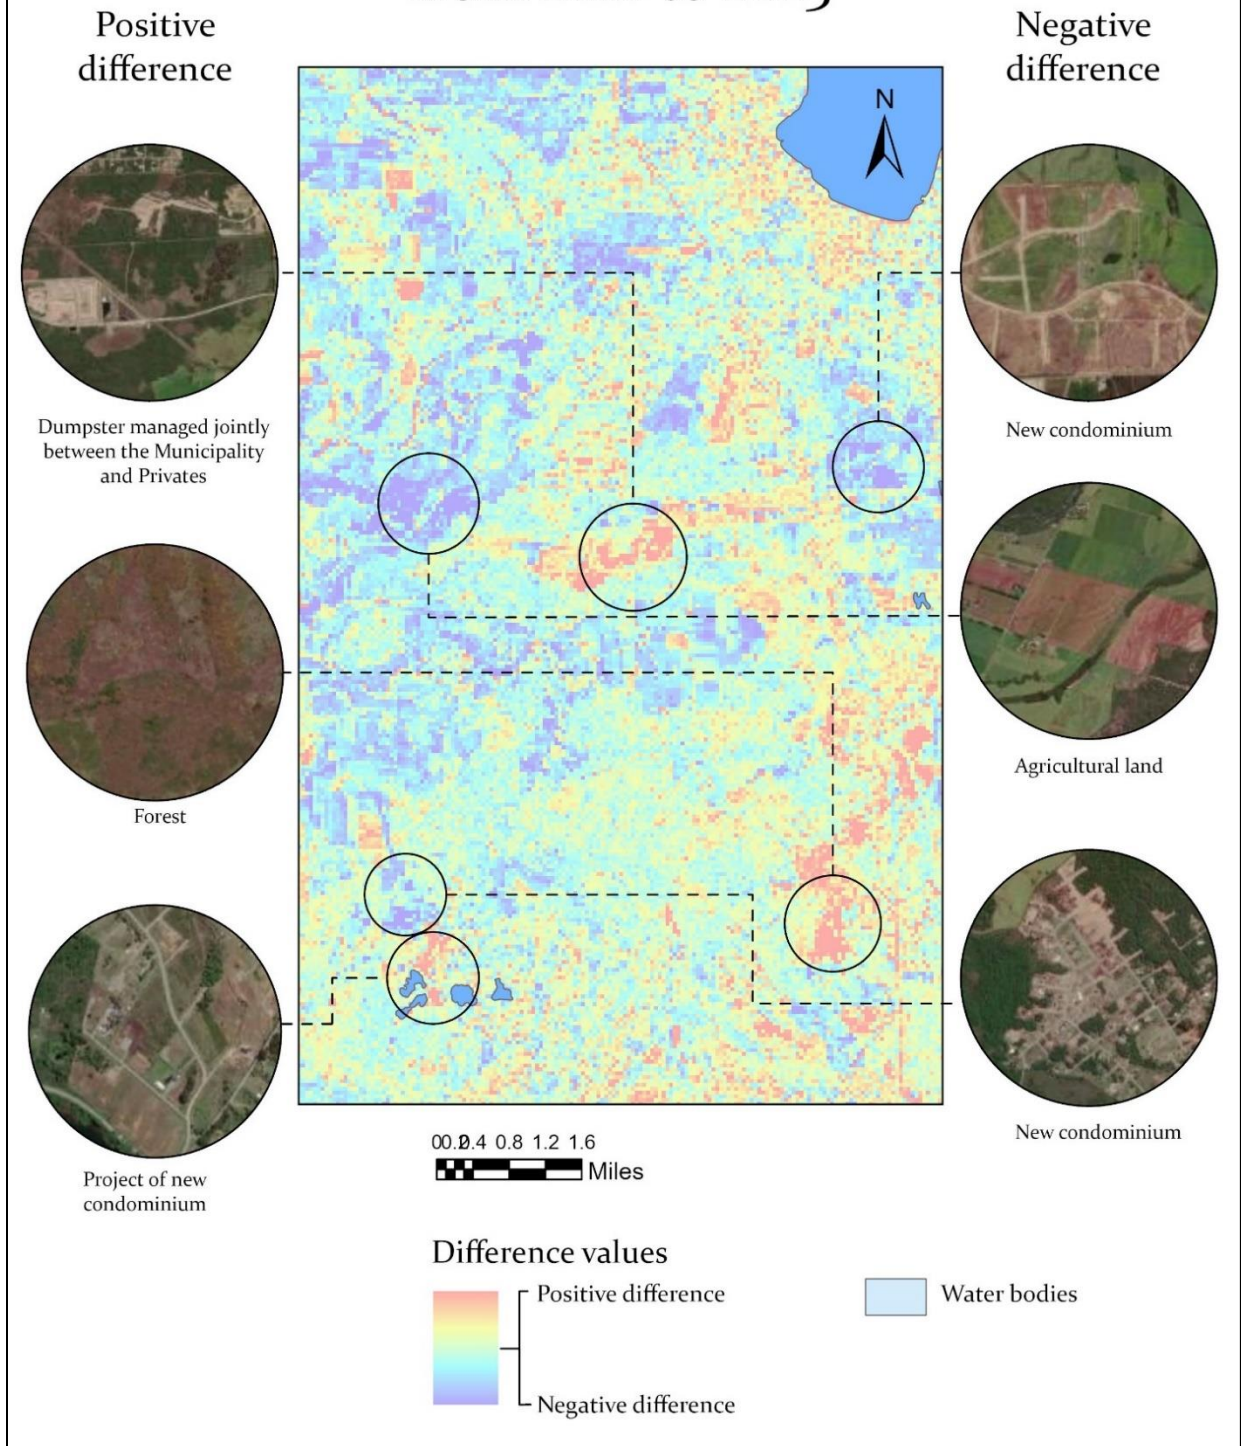 Positive
difference
Negative
difference
N
Dumpster managed jointly
between the Municipality
and Privates
New condominium
Forest
Agricultural land
Project of new
condominium
New condominium
00.20.4 0.8 1.2 1.6
Miles
Difference values
Positive difference
Negative difference
Water bodies